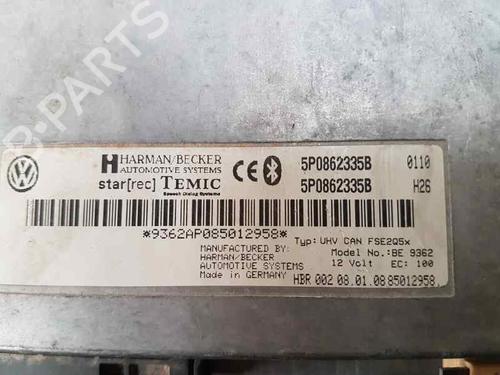 B-PARTS
HARMAN/BECKER
AUTOMOTIVE SYSTEMS
star[rec] TEMIC
Speech Dialog Systems
CE
5P0862335B 0110
5P0862335B H26
*9362AP085012958*
Typ: UHV CAN FSE2Q5x
MANUFACTURED BY: Model No.: BE 9362
HARMAN/BECKER 12 Volt EC: 100
AUTOMOTIVE SYSTEMS
Made in GERMANY HBR 002 08.01.08 85012958